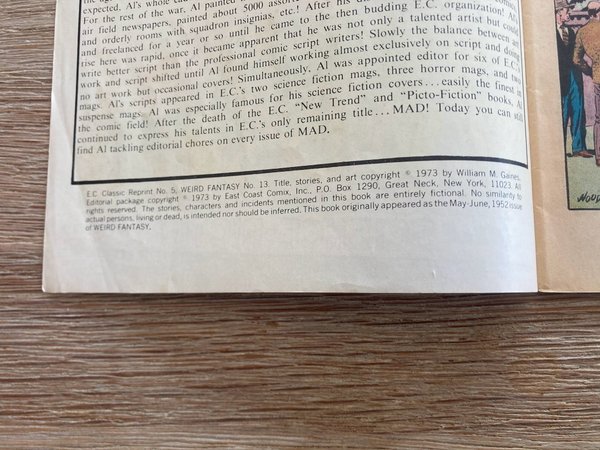 expected. Al's whole
For the rest of the war, Al painted
air field newspapers, painted about 5000
and orderly rooms with squadron insignias, etc.! After his
and freelanced for a year or so until he came to the then budding E.C. organization! Al
rise here was rapid, once it became apparent that he was not only a talented artist but could
write better script than the professional comic script writers! Slowly the balance between art
work and script shifted until Al found himself working almost exclusively on script and doing
no art work but occasional covers! Simultaneously, Al was appointed editor for six of E.C.'s
mags. Al's scripts appeared in E.C.'s two science fiction mags, three horror mags, and two
suspense mags. Al was especially famous for his science fiction covers...easily the finest in
the comic field! After the death of the E.C. "New Trend" and "Picto-Fiction" books, Al
continued to express his talents in E.C.'s only remaining title...MAD! Today you can still
find Al tackling editorial chores on every issue of MAD.
E.C Classic Reprint No. 5, WEIRD FANTASY No. 13. Title, stories, and art copyright © 1973 by William M. Gaines,
Editorial package copyright © 1973 by East Coast Comix, Inc., P.O. Box 1290, Great Neck, New York, 11023. All
rights reserved. The stories, characters and incidents mentioned in this book are entirely fictional. No similarity to
actual persons, living or dead, is intended nor should be inferred. This book originally appeared as the May-June, 1952 issue
of WEIRD FANTASY.